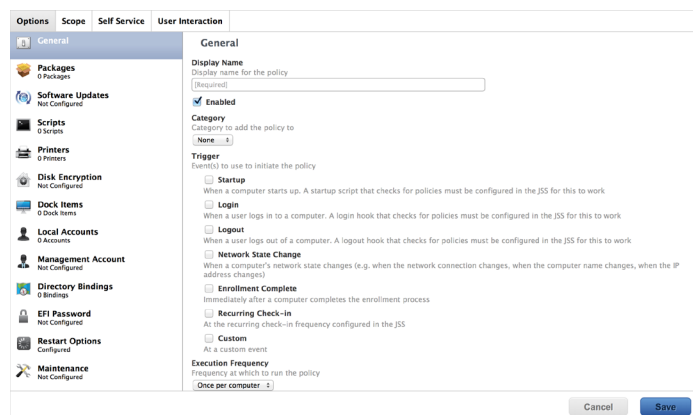 Options Scope Self Service User Interaction
General
Packages
0 Packages
Software Updates
Not Configured
Scripts
0 Scripts
Printers
0 Printers
Disk Encryption
Not Configured
Dock Items
0 Dock Items
Local Accounts
0 Accounts
Management Account
Not Configured
Directory Bindings
0 Bindings
EFI Password
Not Configured
Restart Options
Configured
Maintenance
Not Configured
General
Display Name
Display name for the policy
[Required]
Enabled
Category
Category to add the policy to
None
Trigger
Event(s) to use to initiate the policy
Startup
When a computer starts up. A startup script that checks for policies must be configured in the JSS for this to work
Login
When a user logs in to a computer. A login hook that checks for policies must be configured in the JSS for this to work
Logout
When a user logs out of a computer. A logout hook that checks for policies must be configured in the JSS for this to work
Network State Change
When a computer's network state changes (e.g. when the network connection changes, when the computer name changes, when the IP
address changes)
Enrollment Complete
Immediately after a computer completes the enrollment process
Recurring Check-in
At the recurring check-in frequency configured in the JSS
Custom
At a custom event
Execution Frequency
Frequency at which to run the policy
Once per computer
Cancel Save